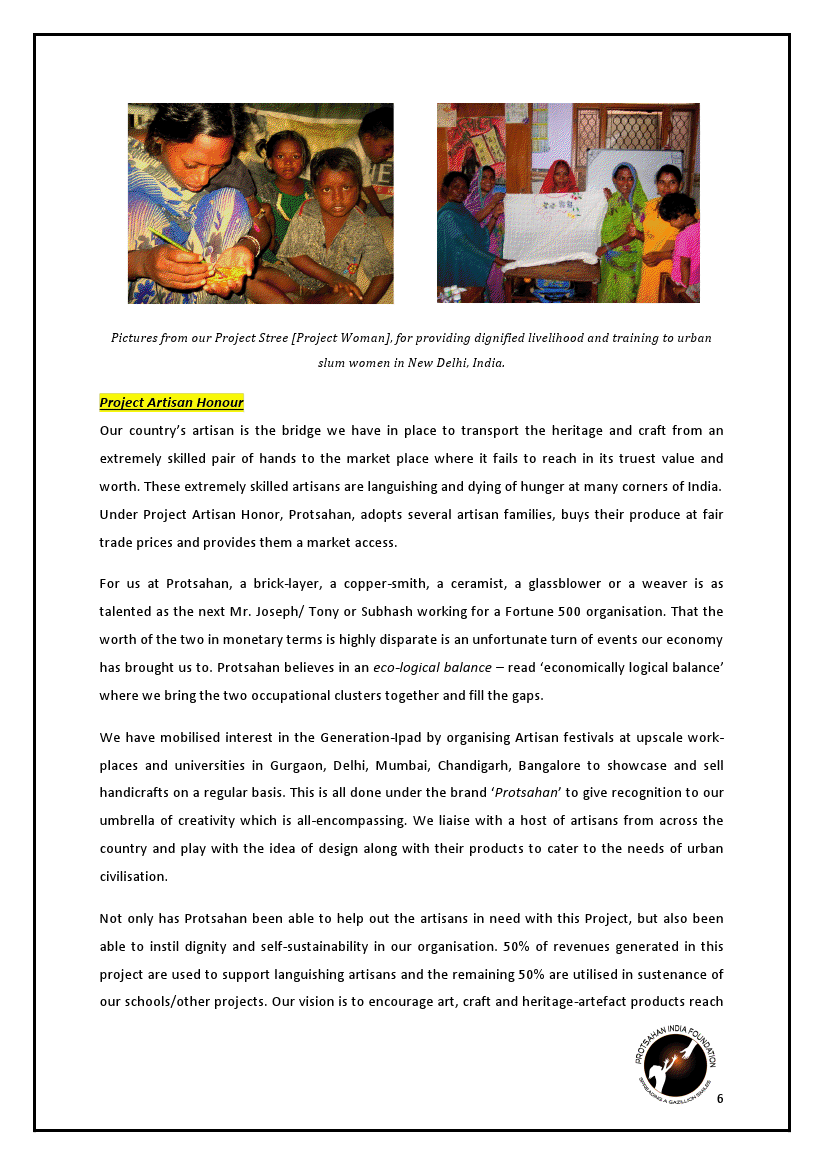 Pictures from our Project Stree [Project Woman], for providing dignified livelihood and training to urban
slum women in New Delhi, India.
Project Artisan Honour
Our country's artisan is the bridge we have in place to transport the heritage and craft from an
extremely skilled pair of hands to the market place where it fails to reach in its truest value and
worth. These extremely skilled artisans are languishing and dying of hunger at many corners of India.
Under Project Artisan Honor, Protsahan, adopts several artisan families, buys their produce at fair
trade prices and provides them a market access.
For us at Protsahan, a brick-layer, a copper-smith, a ceramist, a glassblower or a weaver is as
talented as the next Mr. Joseph/ Tony or Subhash working for a Fortune 500 organisation. That the
worth of the two in monetary terms is highly disparate is an unfortunate turn of events our economy
has brought us to. Protsahan believes in an eco-logical balance – read ‘economically logical balance’
where we bring the two occupational clusters together and fill the gaps.
We have mobilised interest in the Generation-Ipad by organising Artisan festivals at upscale work-
places and universities in Gurgaon, Delhi, Mumbai, Chandigarh, Bangalore to showcase and sell
handicrafts on a regular basis. This is all done under the brand ‘Protsahan’ to give recognition to our
umbrella of creativity which is all-encompassing. We liaise with a host of artisans from across the
country and play with the idea of design along with their products to cater to the needs of urban
civilisation.
Not only has Protsahan been able to help out the artisans in need with this Project, but also been
able to instil dignity and self-sustainability in our organisation. 50% of revenues generated in this
project are used to support languishing artisans and the remaining 50% are utilised in sustenance of
our schools/other projects. Our vision is to encourage art, craft and heritage-artefact products reach
PROTSAHAN INDIA FOUNDATION
SPREADING A GAZILLION SMILES
6